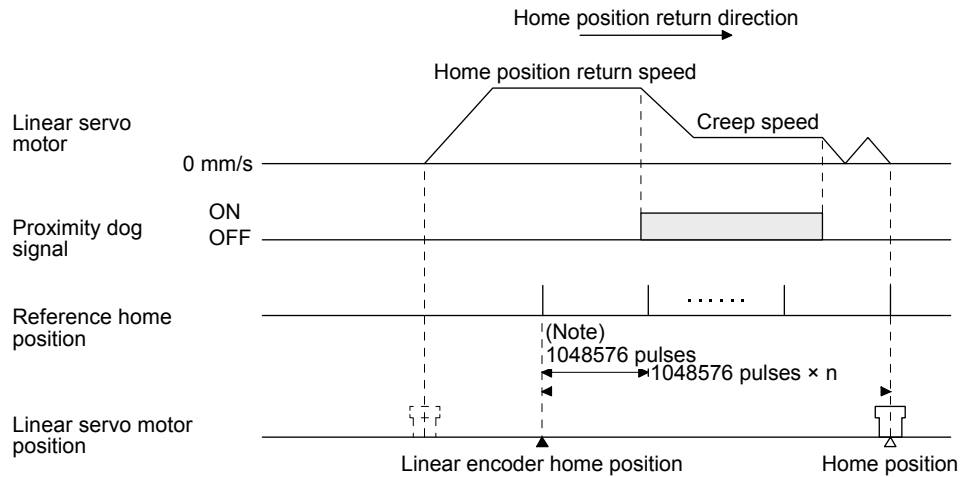 Home position return direction
Home position return speed
Linear servo
motor
Creep speed
0 mm/s
Proximity dog
signal
ON
OFF
Reference home
position
(Note)
1048576 pulses
1048576 pulses × n
Linear servo motor
position
Linear encoder home position
Home position